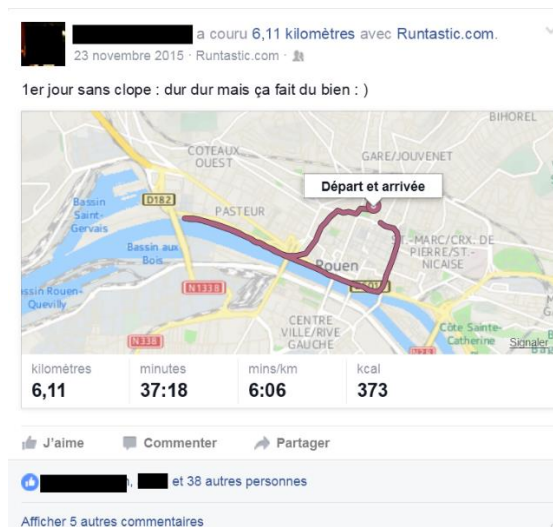 a couru 6,11 kilomètres avec Runtastic.com.
23 novembre 2015 · Runtastic.com ·
1er jour sans clope : dur dur mais ça fait du bien : )
BIHOREL
COTEAUX
OUEST
GARE/JOUVENET
Départ et arrivée
D182
Bassin
Saint-
Gervais
PASTEUR
ST.-MARC/CRX. DE
PIERRE/ST.-
NICAISE
Bassin aux
Bois
Rouen
N1338
CENTRE
VILLE/RIVE
GAUCHE
Côte Sainte-
Catherine
N338
Signaler
kilomètres minutes mins/km kcal
6,11 37:18 6:06 373
J'aime Commenter Partager
, et 38 autres personnes
Afficher 5 autres commentaires